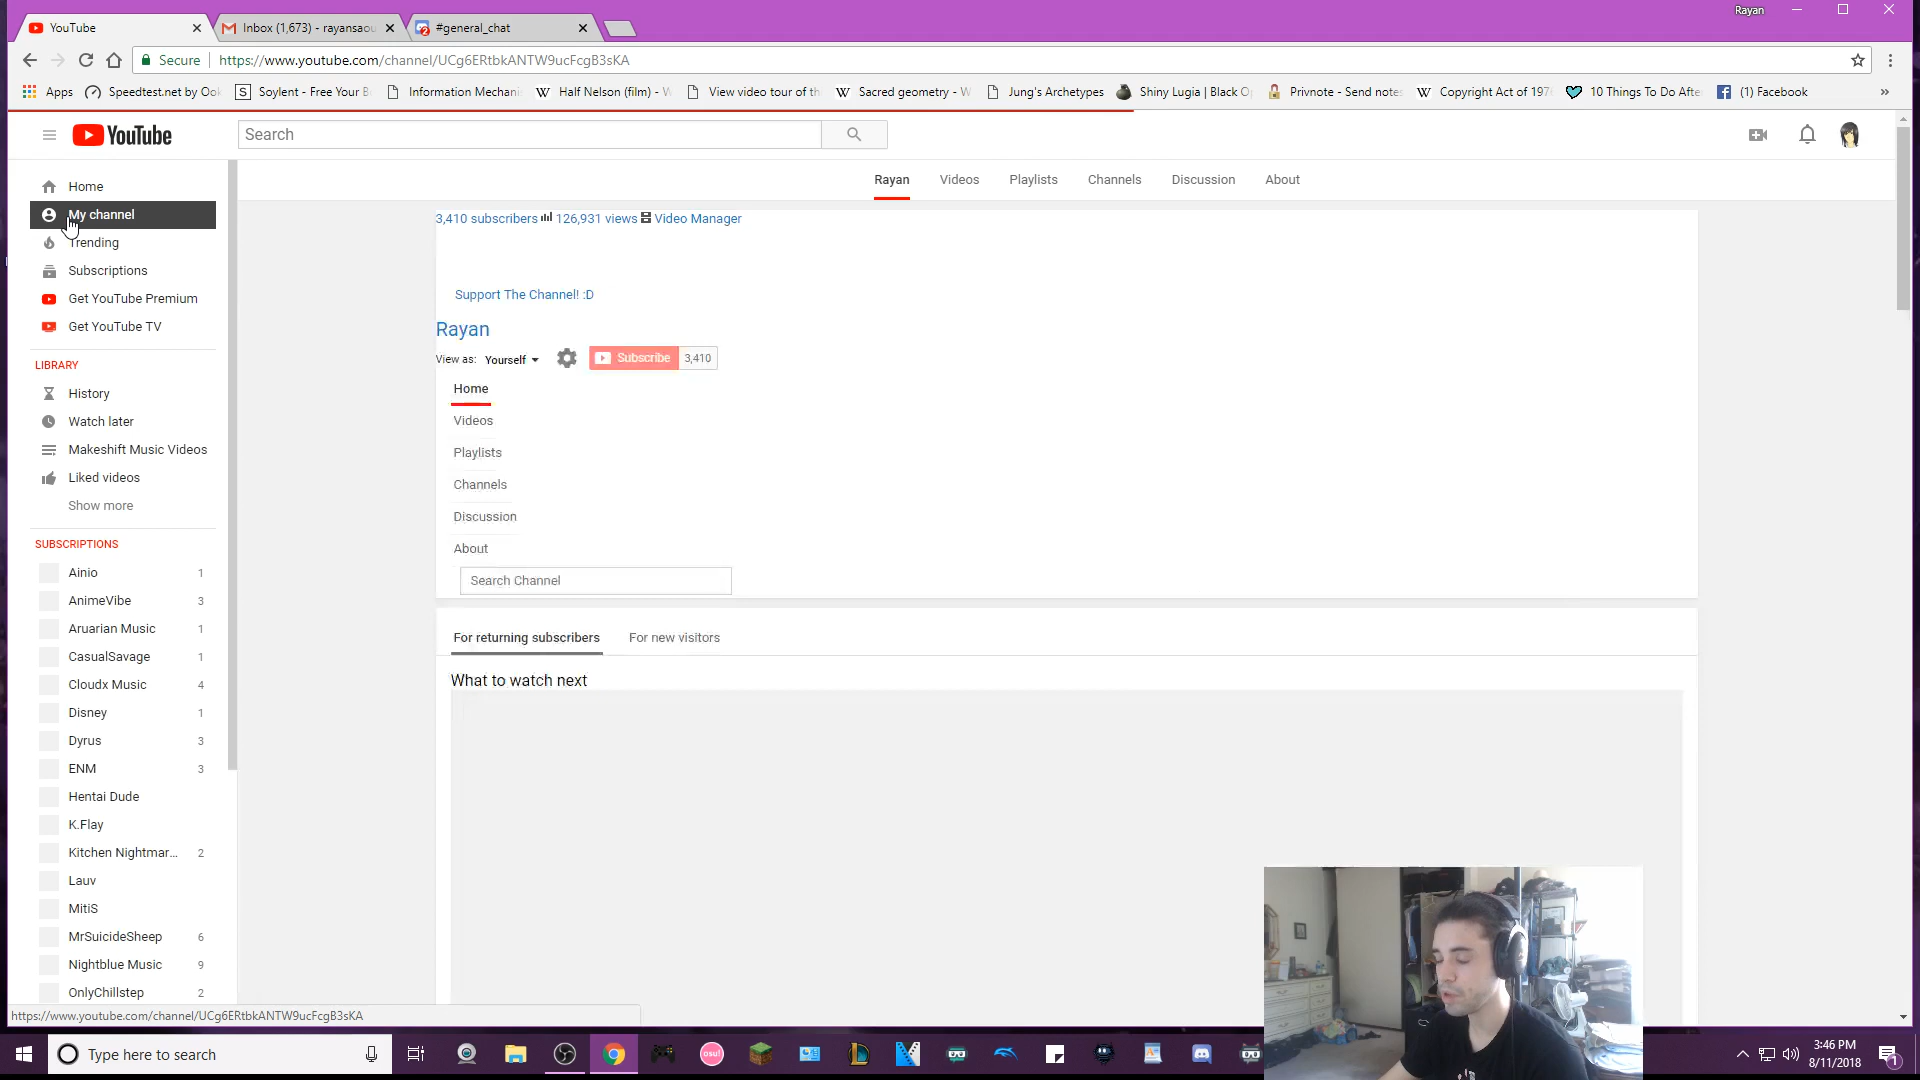 Rayan
YouTube
Inbox (1,673) - rayansaou
#general_chat
Secure
https://www.youtube.com/channel/UCg6ERtbkANTW9ucFcgB3sKA
Apps
Speedtest.net by Ook
Soylent - Free Your B
Information Mechanis
Half Nelson (film) - W
View video tour of th
Sacred geometry - W
Jung's Archetypes
Shiny Lugia | Black O
Privnote - Send notes
Copyright Act of 1976
10 Things To Do Afte
(1) Facebook
YouTube
Search
Home
My channel
Trending
Subscriptions
Get YouTube Premium
Get YouTube TV
LIBRARY
History
Watch later
Makeshift Music Videos
Liked videos
Show more
SUBSCRIPTIONS
Ainio 1
AnimeVibe 3
Aruarian Music 1
CasualSavage 1
Cloudx Music 4
Disney 1
Dyrus 3
ENM 3
Hentai Dude
K.Flay
Kitchen Nightmar... 2
Lauv
MitiS
MrSuicideSheep 6
Nightblue Music 9
OnlyChillstep 2
https://www.youtube.com/channel/UCg6ERtbkANTW9ucFcgB3sKA
Rayan Videos Playlists Channels Discussion About
3,410 subscribers 126,931 views Video Manager
Support The Channel! :D
Rayan
View as: Yourself Subscribe 3,410
Home
Videos
Playlists
Channels
Discussion
About
Search Channel
For returning subscribers For new visitors
What to watch next
Type here to search
osu!
3:46 PM
8/11/2018
1